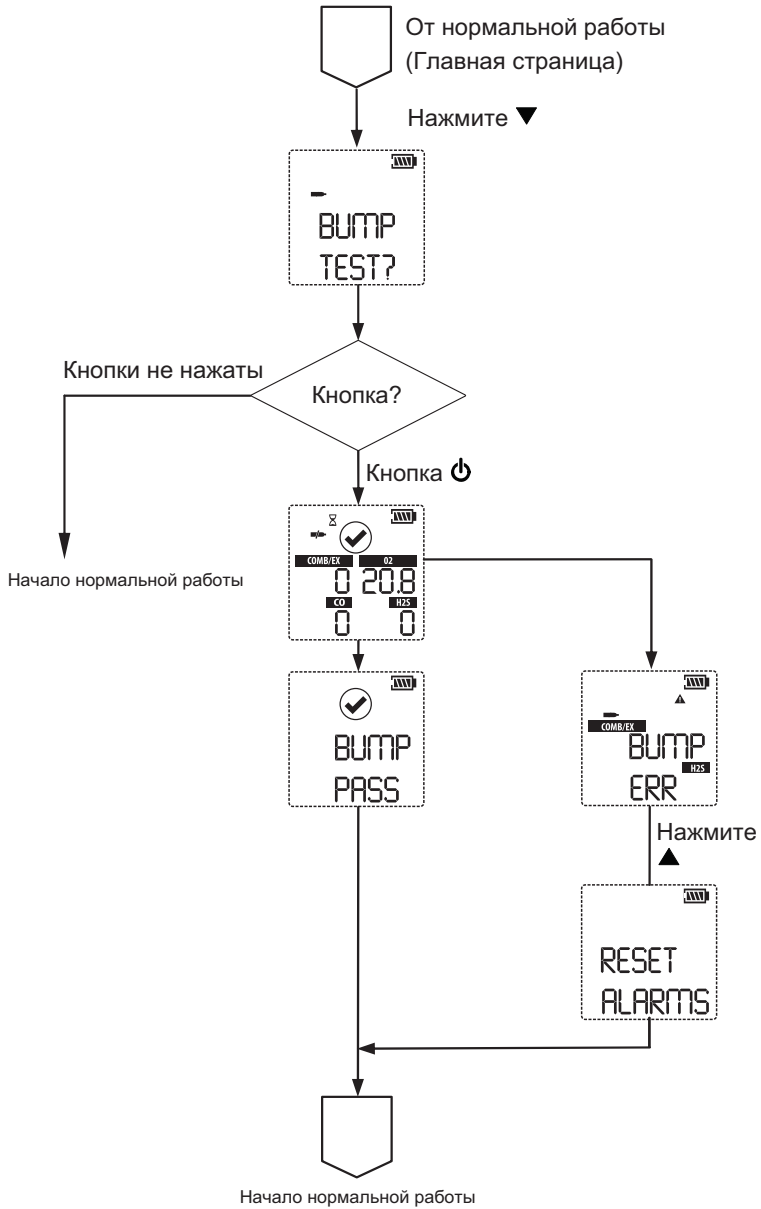 От нормальной работы
(Главная страница)
Нажмите ▼
BUMP
TEST?
Кнопки не нажаты
Кнопка?
Кнопка
Начало нормальной работы
COMB/EX O2
0 20.8
CO H2S
0 0
BUMP
PASS
COMB/EX
BUMP
H2S
ERR
Нажмите
▲
RESET
ALARMS
Начало нормальной работы